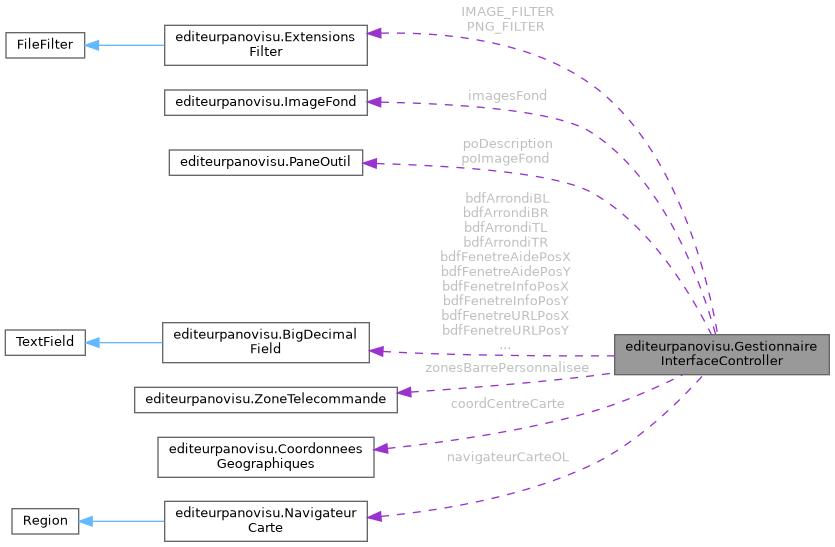 IMAGE_FILTER
PNG_FILTER
editeurpanovisu.Extensions
Filter
FileFilter
imagesFond
editeurpanovisu.ImageFond
poDescription
poImageFond
editeurpanovisu.PaneOutil
bdfArrondiBL
bdfArrondiBR
bdfArrondiTL
bdfArrondiTR
bdfFenetreAidePosX
bdfFenetreAidePosY
bdfFenetreInfoPosX
bdfFenetreInfoPosY
bdfFenetreURLPosX
bdfFenetreURLPosY
...
TextField
editeurpanovisu.BigDecimal
Field
editeurpanovisu.Gestionnaire
InterfaceController
zonesBarrePersonnalisee
editeurpanovisu.ZoneTelecommande
coordCentreCarte
editeurpanovisu.Coordonnees
Geographiques
navigateurCarteOL
Region
editeurpanovisu.Navigateur
Carte